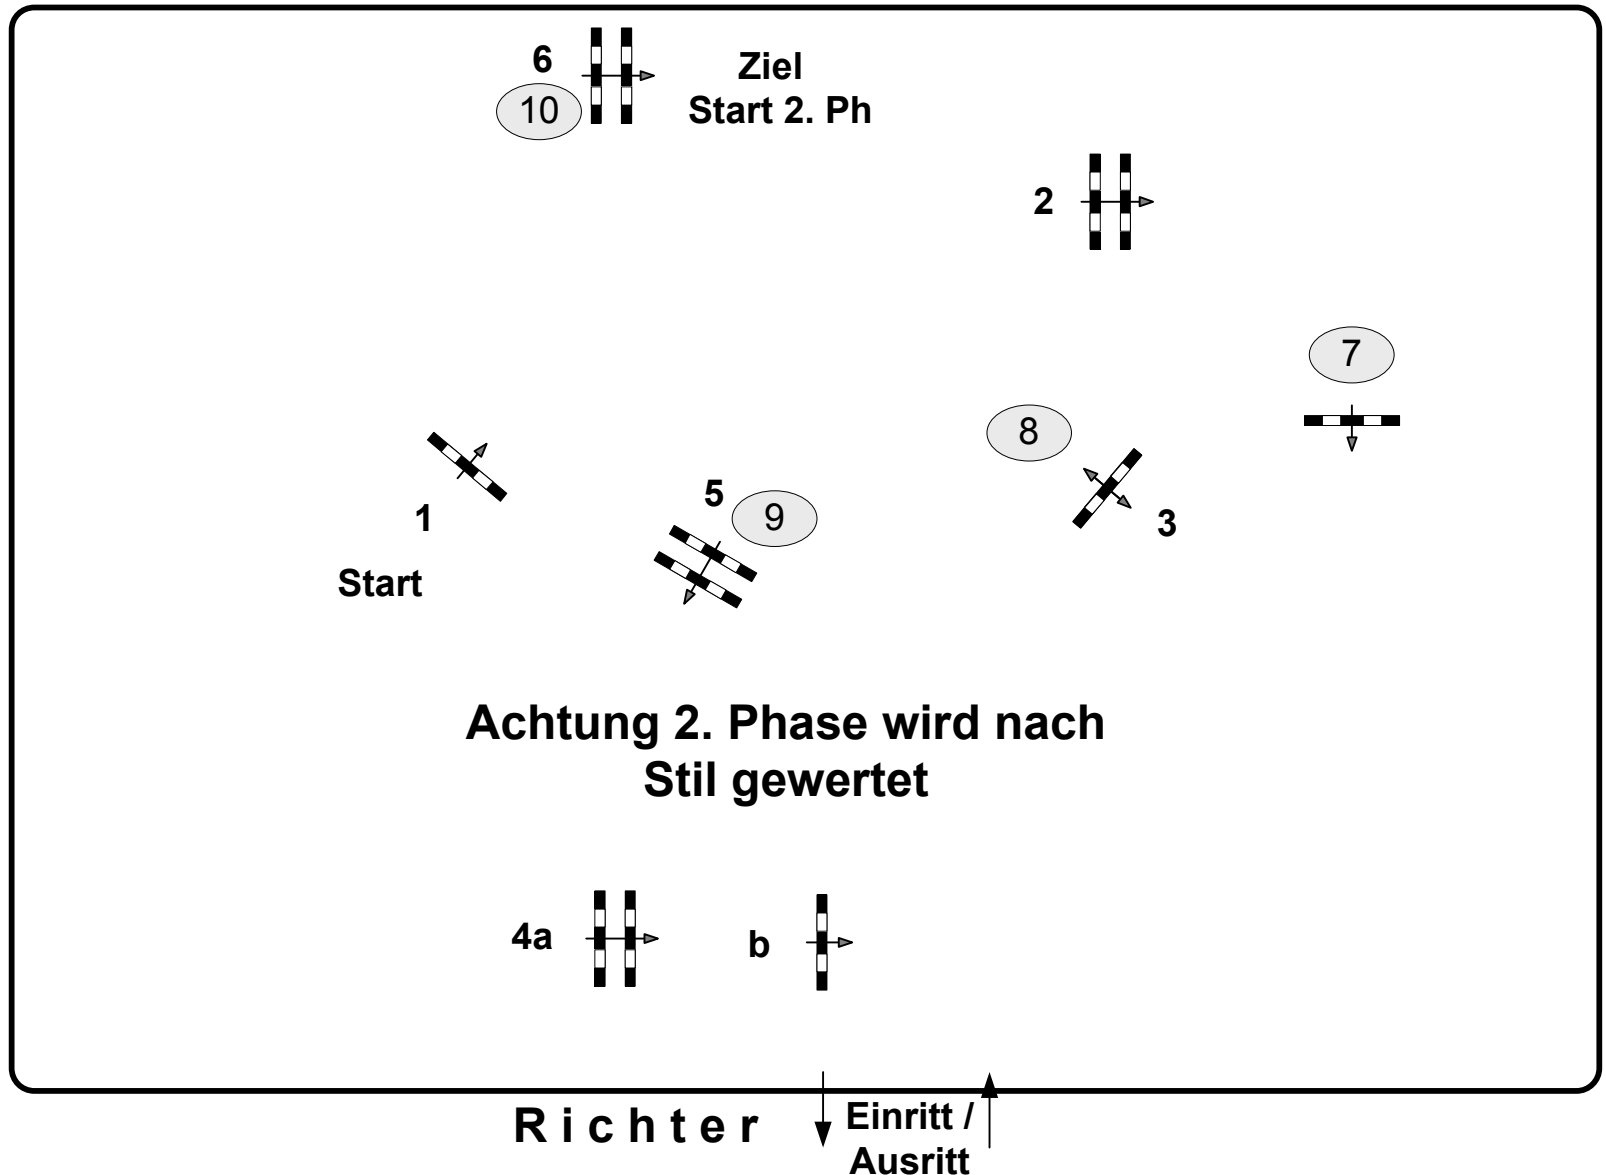 6
10
Ziel
Start 2. Ph
2
7
8
1
5
9
3
Start
Achtung 2. Phase wird nach
Stil gewertet
4a
b
Richter
Einritt /
Ausritt